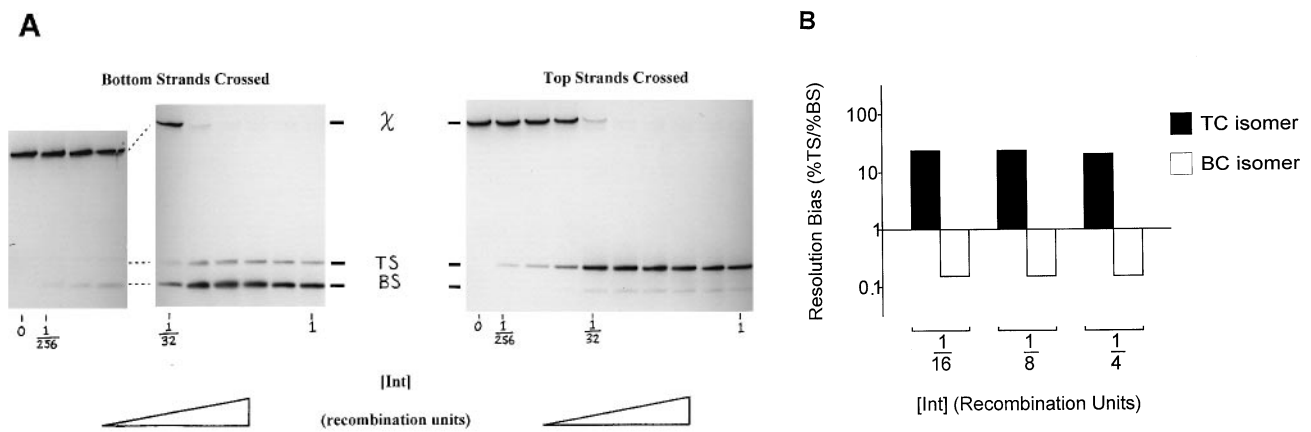 A
B
Bottom Strands Crossed
Top Strands Crossed
χ
TS
BS
0
1/256
1/32
1
0
1/256
1/32
1
[Int]
(recombination units)
Resolution Bias (%TS/%BS)
100
10
1
0.1
TC isomer
BC isomer
1/16
1/8
1/4
[Int] (Recombination Units)